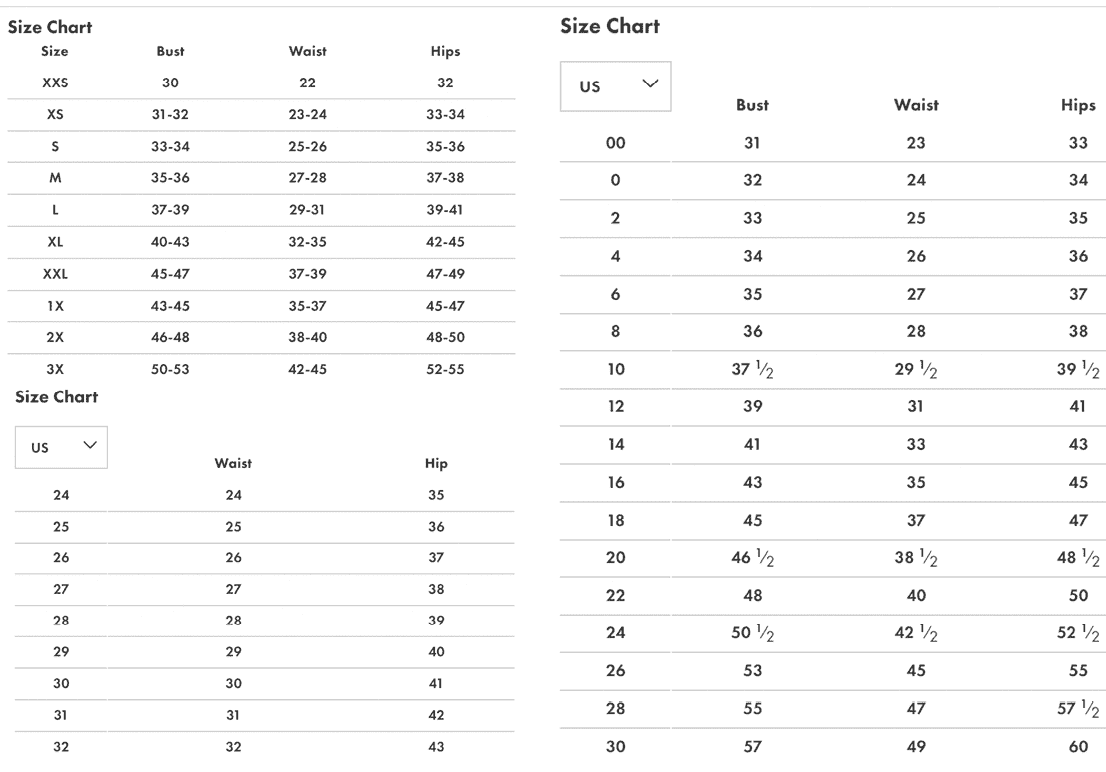 Size Chart
Size Bust Waist Hips
XXS 30 22 32
XS 31-32 23-24 33-34
S 33-34 25-26 35-36
M 35-36 27-28 37-38
L 37-39 29-31 39-41
XL 40-43 32-35 42-45
XXL 45-47 37-39 47-49
1X 43-45 35-37 45-47
2X 46-48 38-40 48-50
3X 50-53 42-45 52-55
Size Chart
US
Waist Hip
24 24 35
25 25 36
26 26 37
27 27 38
28 28 39
29 29 40
30 30 41
31 31 42
32 32 43
Size Chart
US
Bust Waist Hips
00 31 23 33
0 32 24 34
2 33 25 35
4 34 26 36
6 35 27 37
8 36 28 38
10 37 1/2 29 1/2 39 1/2
12 39 31 41
14 41 33 43
16 43 35 45
18 45 37 47
20 46 1/2 38 1/2 48 1/2
22 48 40 50
24 50 1/2 42 1/2 52 1/2
26 53 45 55
28 55 47 57 1/2
30 57 49 60